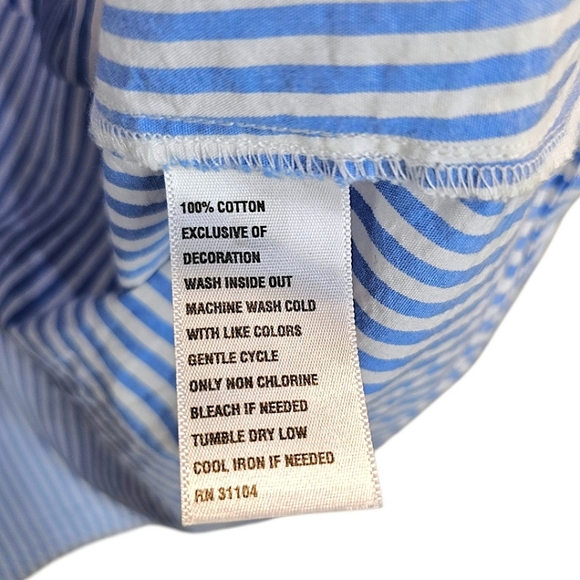 100% COTTON
EXCLUSIVE OF
DECORATION
WASH INSIDE OUT
MACHINE WASH COLD
WITH LIKE COLORS
GENTLE CYCLE
ONLY NON CHLORINE
BLEACH IF NEEDED
TUMBLE DRY LOW
COOL IRON IF NEEDED
RN 31104